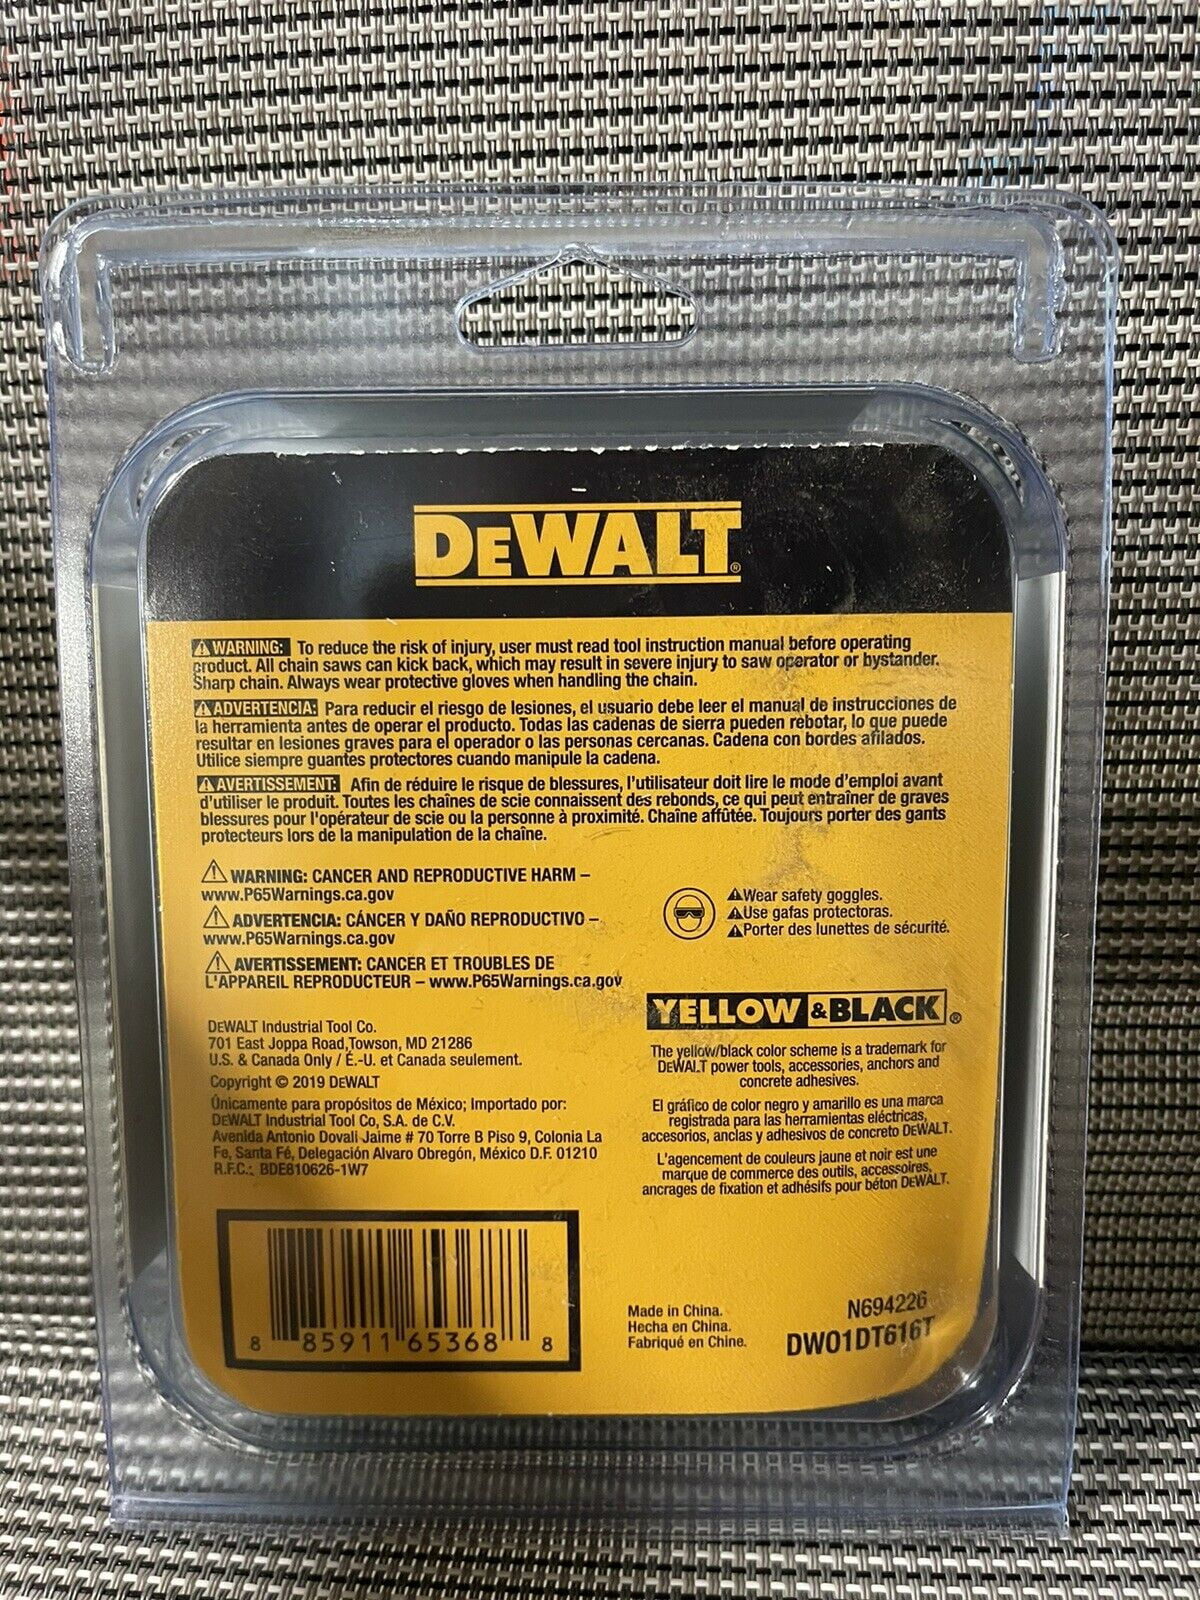 DEWALT®
⚠WARNING: To reduce the risk of injury, user must read tool instruction manual before operating
product. All chain saws can kick back, which may result in severe injury to saw operator or bystander.
Sharp chain. Always wear protective gloves when handling the chain.
⚠ADVERTENCIA: Para reducir el riesgo de lesiones, el usuario debe leer el manual de instrucciones de
la herramienta antes de operar el producto. Todas las cadenas de sierra pueden rebotar, lo que puede
resultar en lesiones graves para el operador o las personas cercanas. Cadena con bordes afilados.
Utilice siempre guantes protectores cuando manipule la cadena.
⚠AVERTISSEMENT: Afin de réduire le risque de blessures, l'utilisateur doit lire le mode d'emploi avant
d'utiliser le produit. Toutes les chaînes de scie connaissent des rebonds, ce qui peut entraîner de graves
blessures pour l'opérateur de scie ou la personne à proximité. Chaîne affûtée. Toujours porter des gants
protecteurs lors de la manipulation de la chaîne.
⚠ WARNING: CANCER AND REPRODUCTIVE HARM –
www.P65Warnings.ca.gov
⚠ ADVERTENCIA: CÁNCER Y DAÑO REPRODUCTIVO –
www.P65Warnings.ca.gov
⚠ AVERTISSEMENT: CANCER ET TROUBLES DE
L'APPAREIL REPRODUCTEUR – www.P65Warnings.ca.gov
⚠Wear safety goggles.
⚠Use gafas protectoras.
⚠Porter des lunettes de sécurité.
DEWALT Industrial Tool Co.
701 East Joppa Road,Towson, MD 21286
U.S. & Canada Only / É.-U. et Canada seulement.
Copyright © 2019 DEWALT
Únicamente para propósitos de México; Importado por:
DEWALT Industrial Tool Co, S.A. de C.V.
Avenida Antonio Dovali Jaime # 70 Torre B Piso 9, Colonia La
Fe, Santa Fé, Delegación Alvaro Obregón, México D.F. 01210
R.F.C.: BDE810626-1W7
YELLOW &BLACK®
The yellow/black color scheme is a trademark for
DEWALT power tools, accessories, anchors and
concrete adhesives.
El gráfico de color negro y amarillo es una marca
registrada para las herramientas eléctricas,
accesorios, anclas y adhesivos de concreto DEWALT.
L'agencement de couleurs jaune et noir est une
marque de commerce des outils, accessoires,
ancrages de fixation et adhésifs pour béton DEWALT.
8 85911 65368 8
Made in China.
Hecha en China.
Fabriqué en Chine.
N694226
DW01DT616T